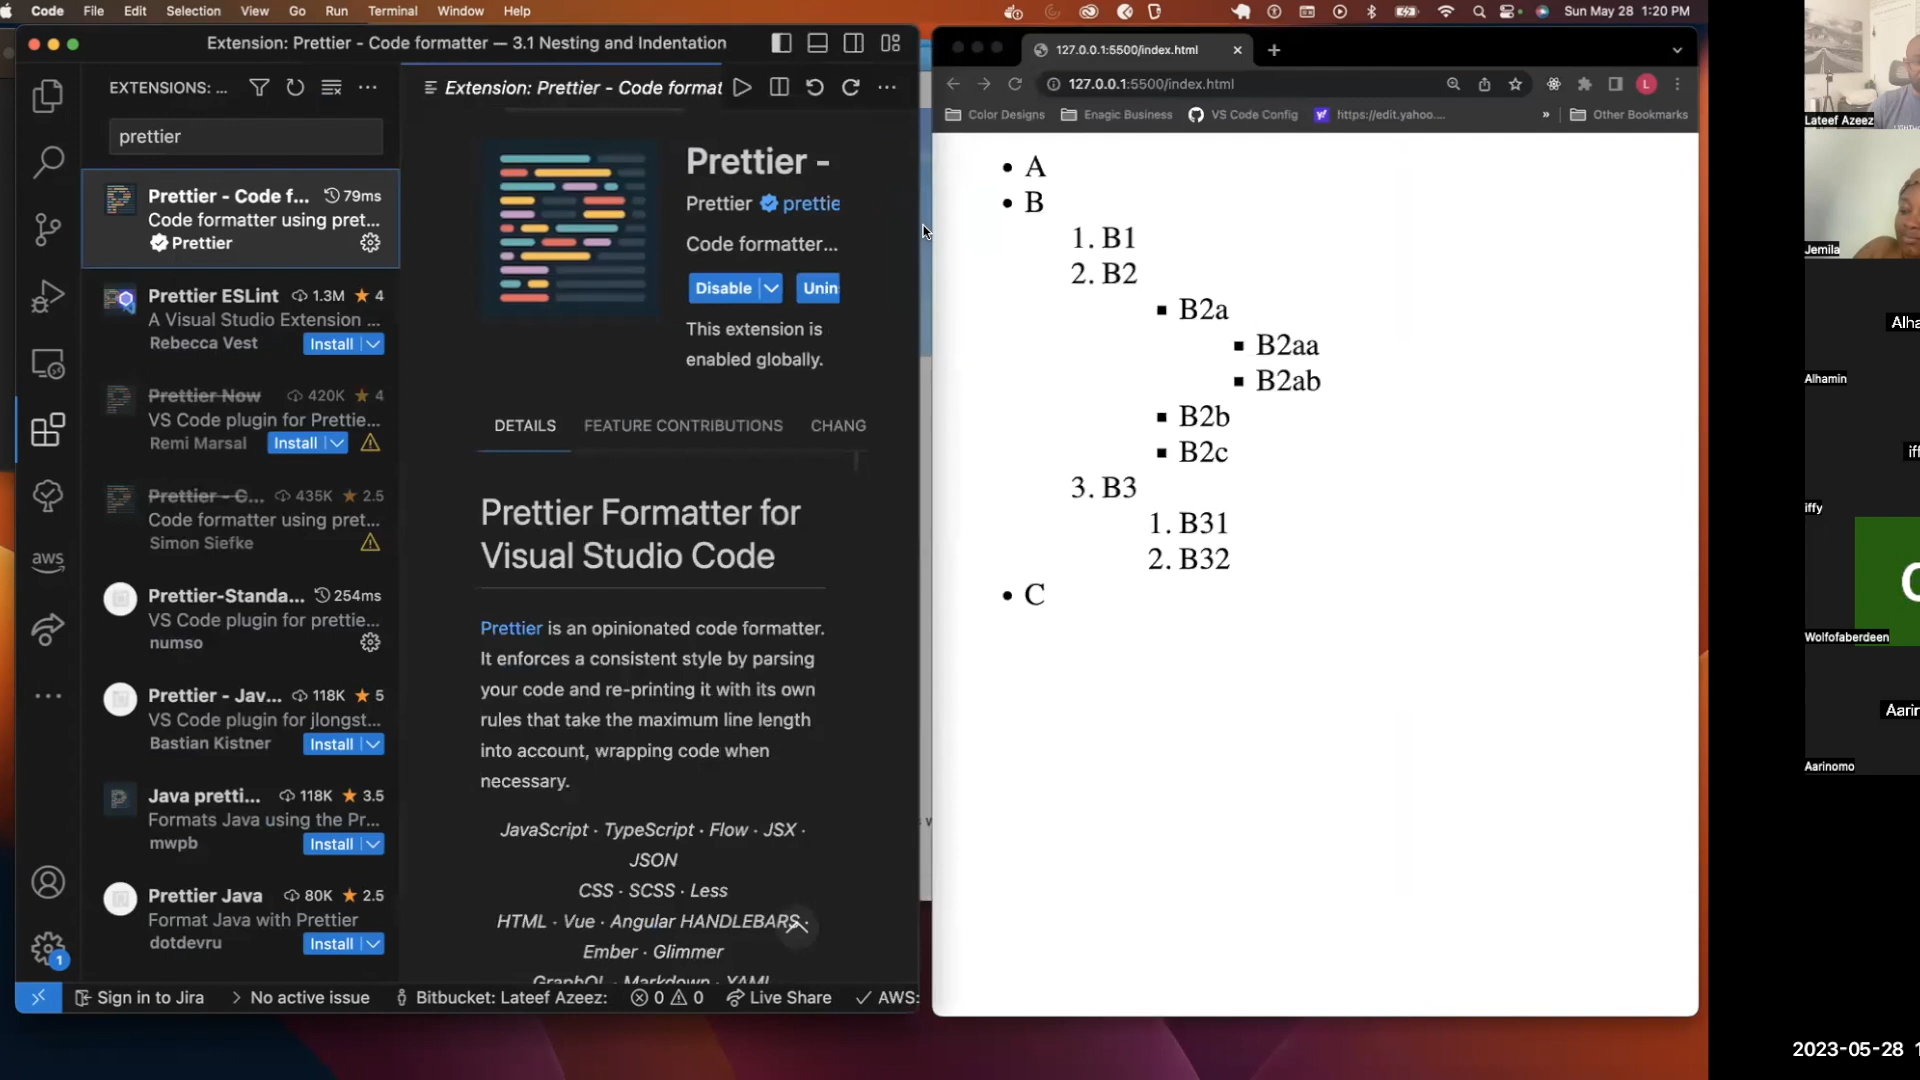 Code File Edit Selection View Go Run Terminal Window Help
Sun May 28 1:20 PM
Extension: Prettier - Code formatter — 3.1 Nesting and Indentation
EXTENSIONS: ...
prettier
Prettier - Code f... 79ms
Code formatter using pret...
Prettier
Prettier ESLint 1.3M ★ 4
A Visual Studio Extension ...
Rebecca Vest Install
Prettier Now 420K ★ 4
VS Code plugin for Prettie...
Remi Marsal Install
Prettier - C... 435K ★ 2.5
Code formatter using pret...
Simon Siefke
Prettier-Standa... 254ms
VS Code plugin for prettie...
numso
Prettier - Jav... 118K ★ 5
VS Code plugin for jlongst...
Bastian Kistner Install
Java pretti... 118K ★ 3.5
Formats Java using the Pr...
mwpb Install
Prettier Java 80K ★ 2.5
Format Java with Prettier
dotdevru Install
aws
1
Extension: Prettier - Code format
Prettier -
Prettier prettie
Code formatter...
Disable Unin
This extension is
enabled globally.
DETAILS FEATURE CONTRIBUTIONS CHANG
Prettier Formatter for
Visual Studio Code
Prettier is an opinionated code formatter.
It enforces a consistent style by parsing
your code and re-printing it with its own
rules that take the maximum line length
into account, wrapping code when
necessary.
JavaScript · TypeScript · Flow · JSX ·
JSON
CSS · SCSS · Less
HTML · Vue · Angular HANDLEBARS ·
Ember · Glimmer
GraphQL · Markdown · YAML
Sign in to Jira No active issue Bitbucket: Lateef Azeez: 0 0 Live Share AWS:
127.0.0.1:5500/index.html
127.0.0.1:5500/index.html
L
Color Designs Enagic Business VS Code Config https://edit.yahoo.... » Other Bookmarks
• A
• B
1. B1
2. B2
▪ B2a
▪ B2aa
▪ B2ab
▪ B2b
▪ B2c
3. B3
1. B31
2. B32
• C
Lateef Azeez
Jemila
Alha
Alhamin
iff
iffy
Wolfofaberdeen
Aarin
Aarinomo
2023-05-28 1